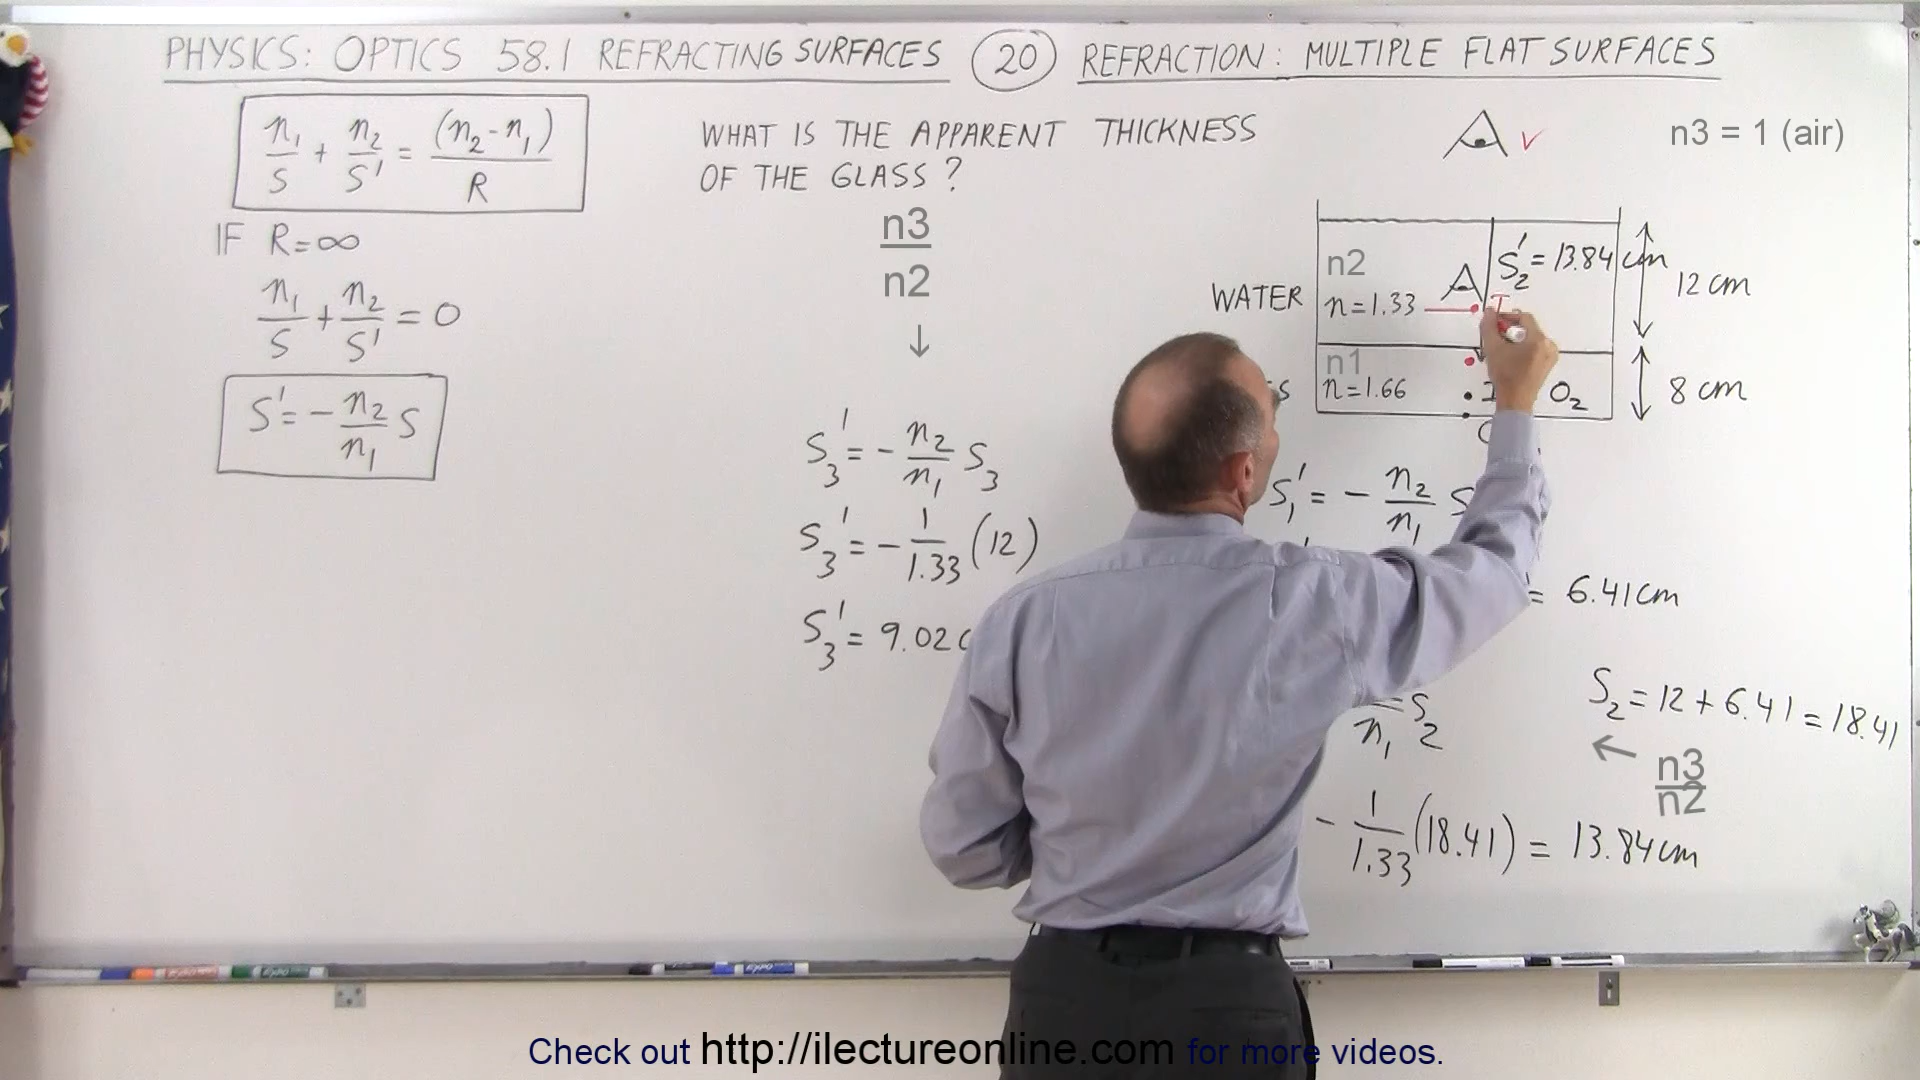 PHYSICS: OPTICS 58.1 REFRACTING SURFACES 20 REFRACTION: MULTIPLE FLAT SURFACES
n₁/S + n₂/S' = (n₂-n₁)/R
IF R=∞
n₁/S + n₂/S' = 0
S' = - n₂/n₁ S
WHAT IS THE APPARENT THICKNESS
OF THE GLASS?
n3/n2
↓
S₃' = - n₂/n₁ S₃
S₃' = - 1/1.33 (12)
S₃' = 9.02
v
n3 = 1 (air)
n2
S₂' = 13.84 cm
WATER n=1.33
12 cm
n1
n=1.66
O₂
8 cm
S₁' = - n₂/n₁ S
= 6.41 cm
n₁ S₂
S₂ = 12 + 6.41 = 18.41
← n3/n2
- 1/1.33 (18.41) = 13.84 cm
EXPO
Check out http://ilectureonline.com for more videos.